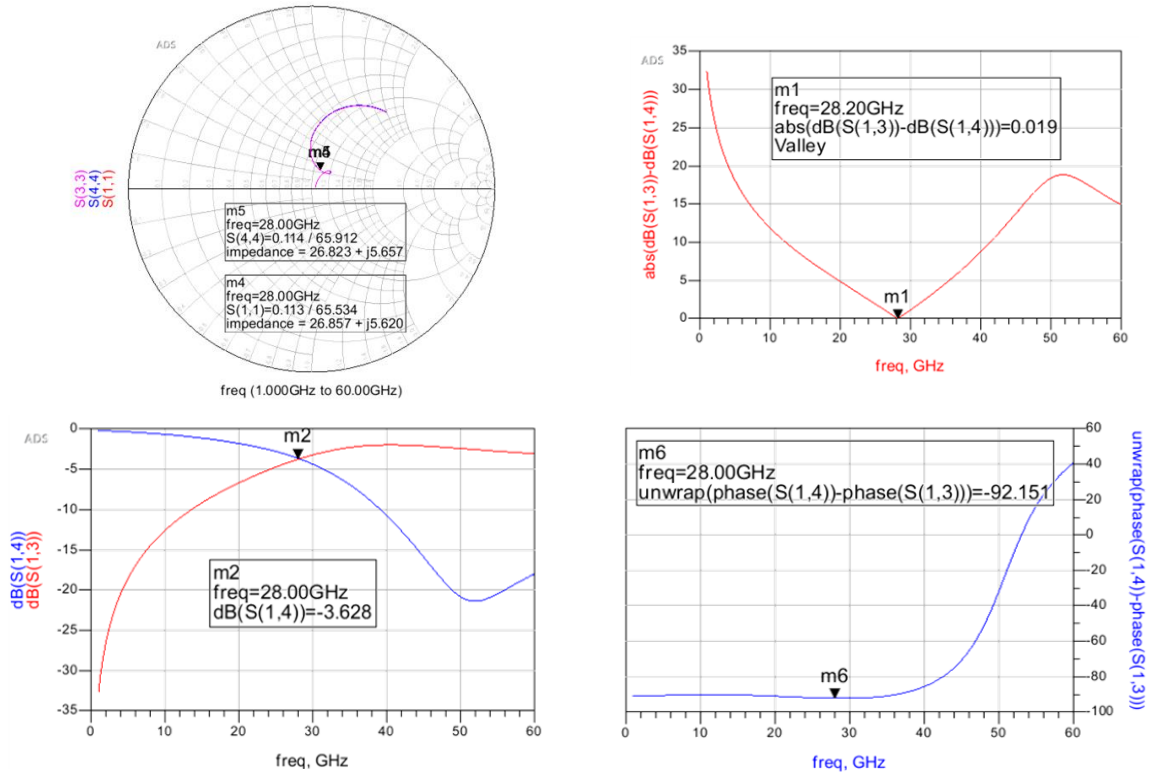 ADS
S(3,3)
S(4,4)
S(1,1)
m5
freq=28.00GHz
S(4,4)=0.114 / 65.912
impedance = 26.823 + j5.657
m4
freq=28.00GHz
S(1,1)=0.113 / 65.534
impedance = 26.857 + j5.620
freq (1.000GHz to 60.00GHz)
ADS
abs(dB(S(1,3))-dB(S(1,4)))
35
30
25
20
15
10
5
0
m1
freq=28.20GHz
abs(dB(S(1,3))-dB(S(1,4)))=0.019
Valley
m1
0 10 20 30 40 50 60
freq, GHz
ADS
dB(S(1,4))
dB(S(1,3))
0
-5
-10
-15
-20
-25
-30
-35
m2
m2
freq=28.00GHz
dB(S(1,4))=-3.628
0 10 20 30 40 50 60
freq, GHz
m6
freq=28.00GHz
unwrap(phase(S(1,4))-phase(S(1,3)))=-92.151
m6
60
40
20
-0
-20
-40
-60
-80
-100
unwrap(phase(S(1,4))-phase(S(1,3)))
0 10 20 30 40 50 60
freq, GHz